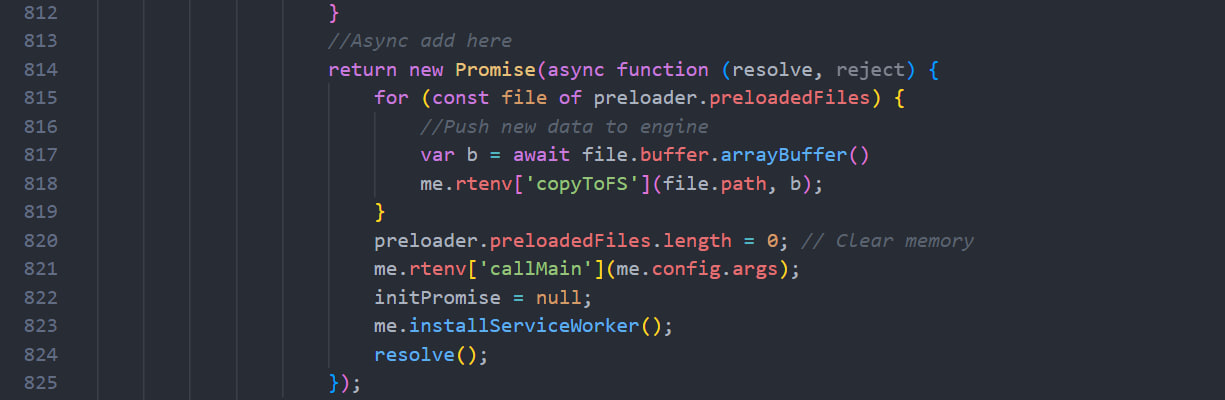 812 }
813 //Async add here
814 return new Promise(async function (resolve, reject) {
815 for (const file of preloader.preloadedFiles) {
816 //Push new data to engine
817 var b = await file.buffer.arrayBuffer()
818 me.rtenv['copyToFS'](file.path, b);
819 }
820 preloader.preloadedFiles.length = 0; // Clear memory
821 me.rtenv['callMain'](me.config.args);
822 initPromise = null;
823 me.installServiceWorker();
824 resolve();
825 });